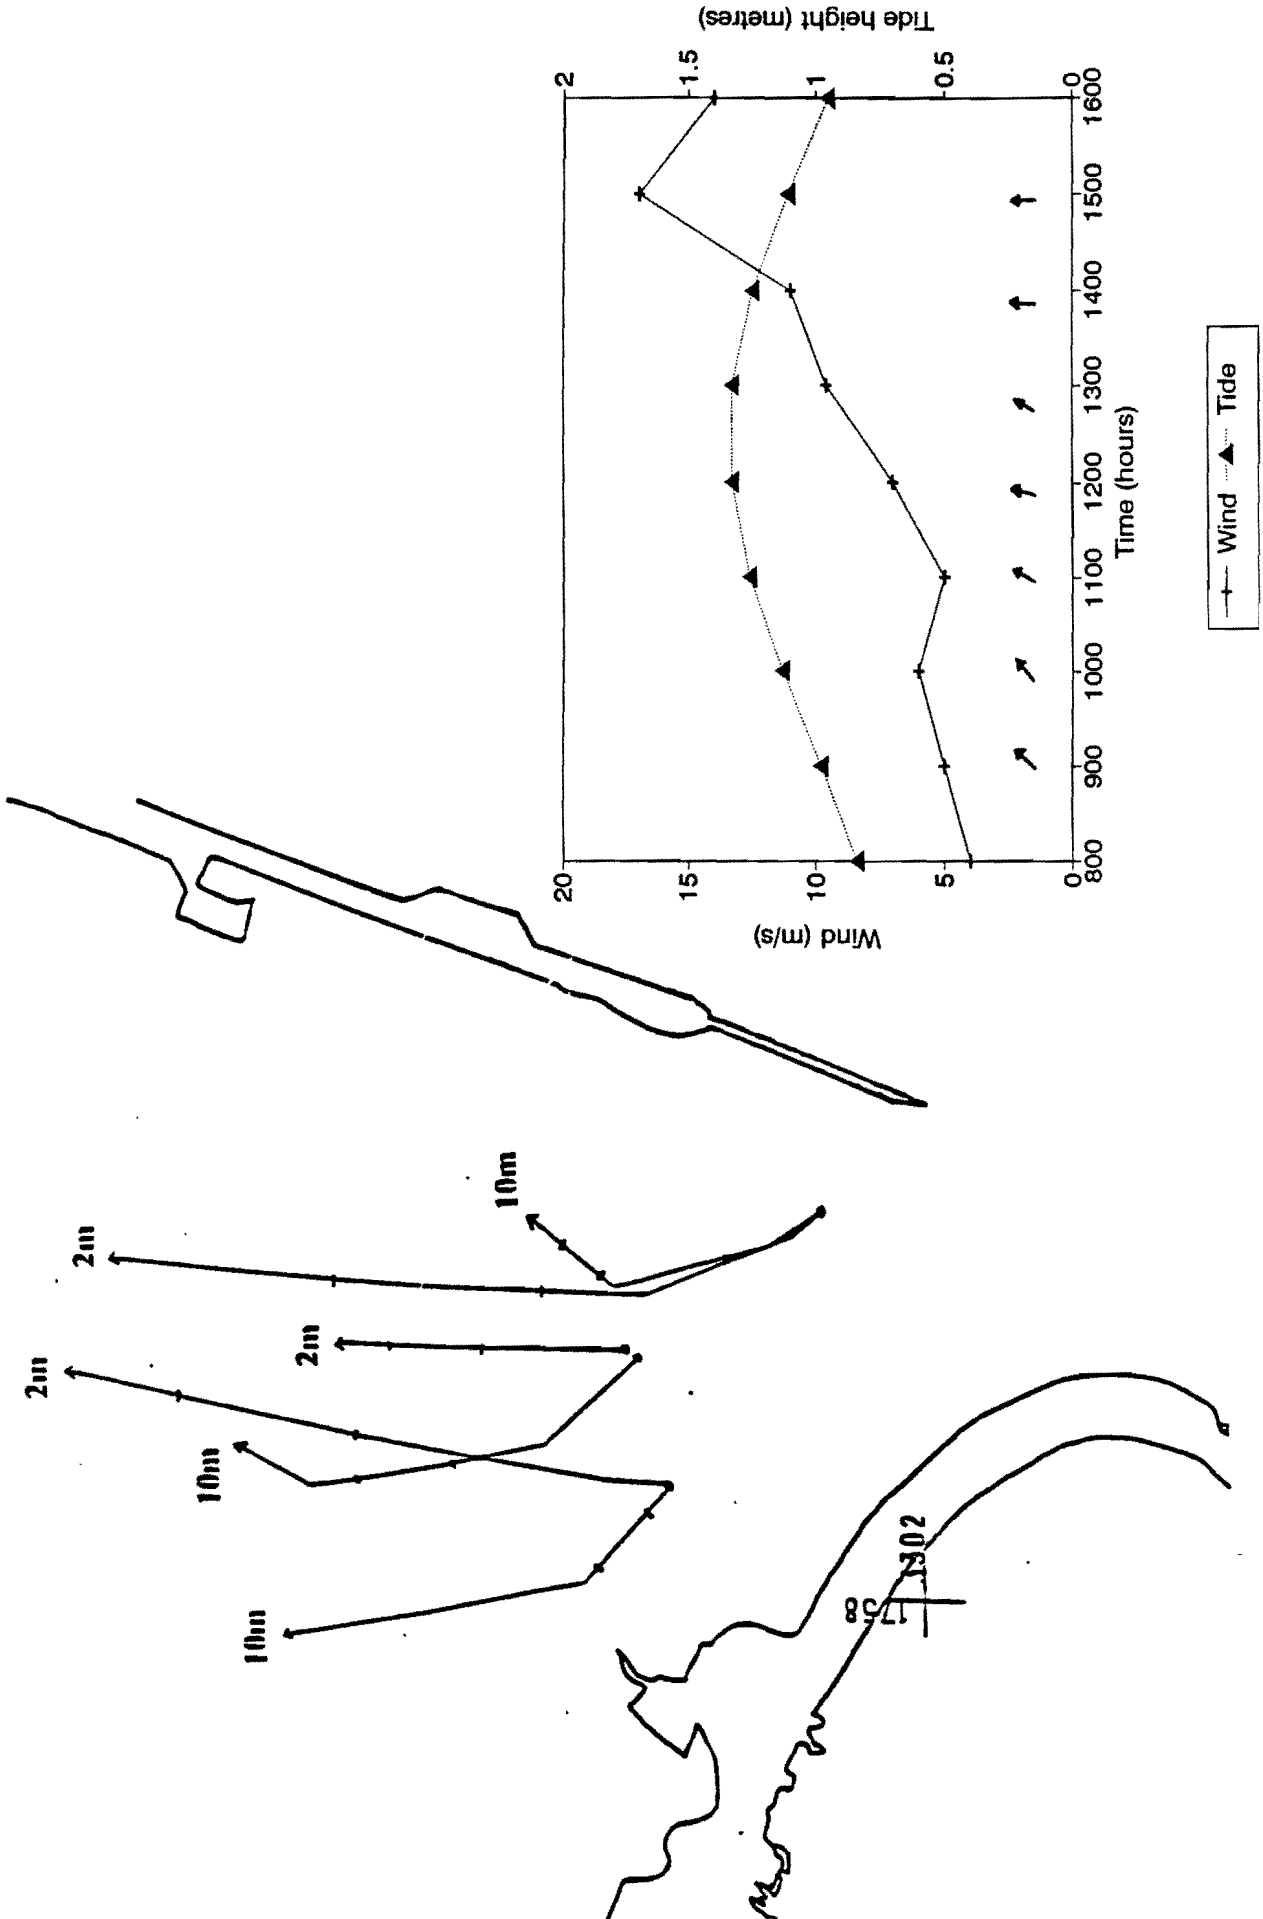 2m
2m
2m
10m
10m
10m
1758
1302
Wind (m/s)
20
15
10
5
0
Tide height (metres)
2
1.5
1
0.5
0
800 900 1000 1100 1200 1300 1400 1500 1600
Time (hours)
Wind Tide